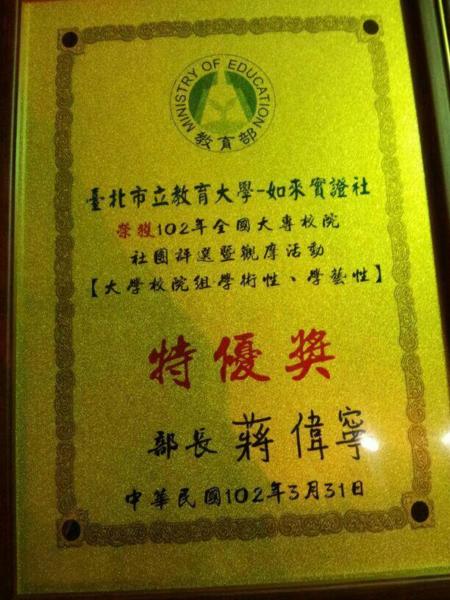 MINISTRY OF EDUCATION
教育部
臺北市立教育大學-如來實證社
榮獲102年全國大專校院
社團評選暨觀摩活動
【大學校院組學術性、學藝性】
特優獎
部長 蔣偉寧
中華民國102年3月31日